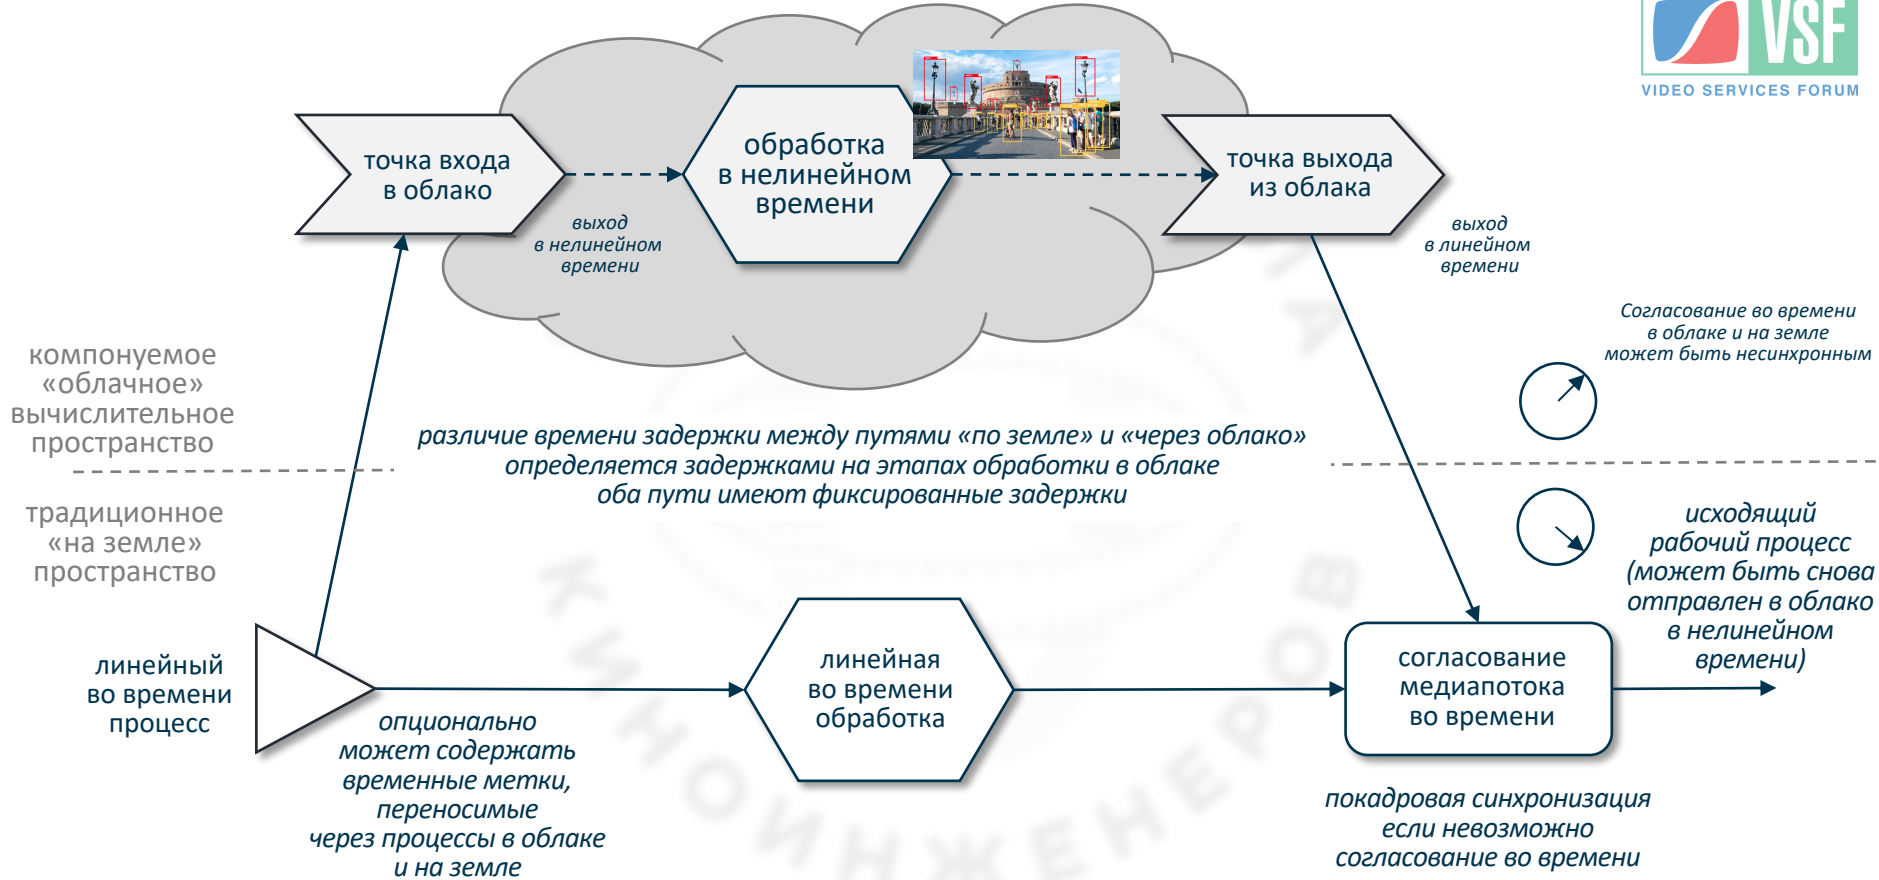 VSF
VIDEO SERVICES FORUM
точка входа
в облако
обработка
в нелинейном
времени
точка выхода
из облака
выход
в нелинейном
времени
выход
в линейном
времени
Согласование во времени
в облаке и на земле
может быть несинхронным
компонуемое
«облачное»
вычислительное
пространство
различие времени задержки между путями «по земле» и «через облако»
определяется задержками на этапах обработки в облаке
оба пути имеют фиксированные задержки
традиционное
«на земле»
пространство
исходящий
рабочий процесс
(может быть снова
отправлен в облако
в нелинейном
времени)
линейный
во времени
процесс
линейная
во времени
обработка
согласование
медиапотока
во времени
опционально
может содержать
временные метки,
переносимые
через процессы в облаке
и на земле
покадровая синхронизация
если невозможно
согласование во времени
КИНОИНЖЕНЕРОВ